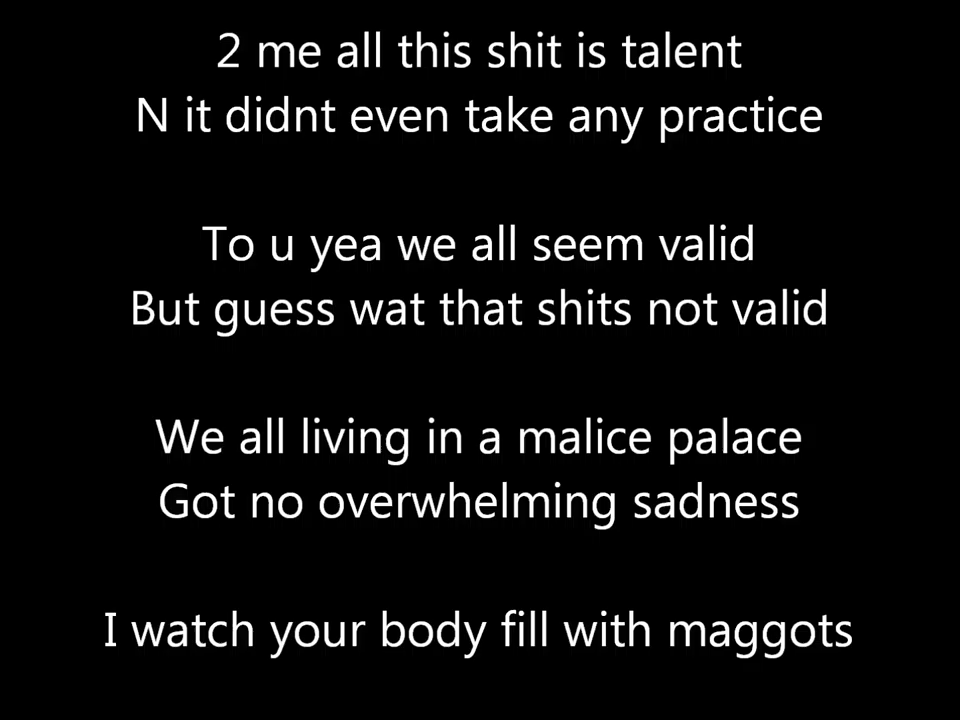 2 me all this shit is talent
N it didnt even take any practice
To u yea we all seem valid
But guess wat that shits not valid
We all living in a malice palace
Got no overwhelming sadness
I watch your body fill with maggots